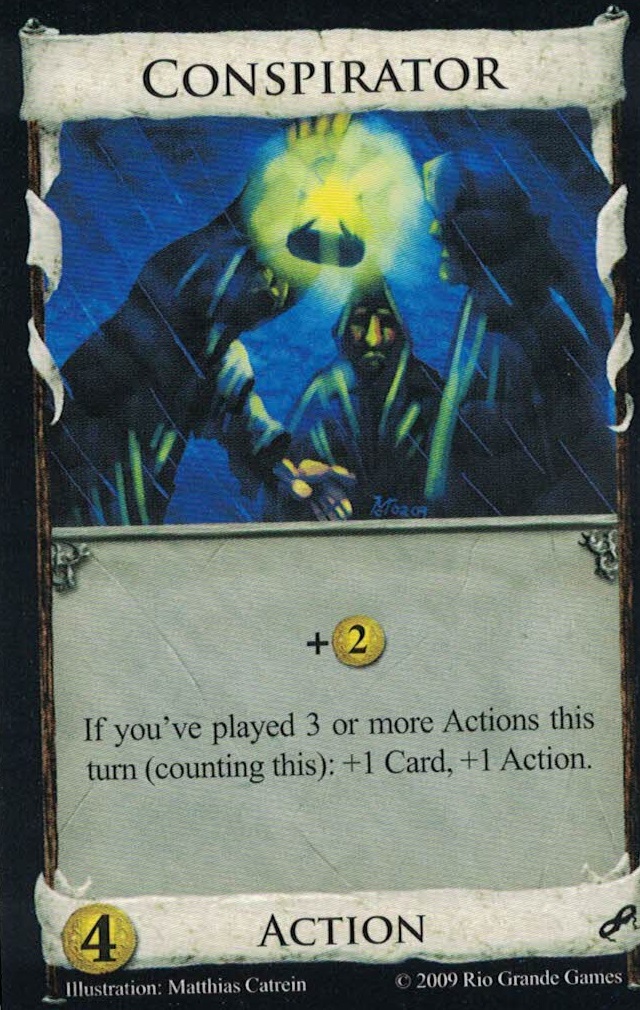 CONSPIRATOR
+2
If you've played 3 or more Actions this
turn (counting this): +1 Card, +1 Action.
4
ACTION
Illustration: Matthias Catrein
© 2009 Rio Grande Games